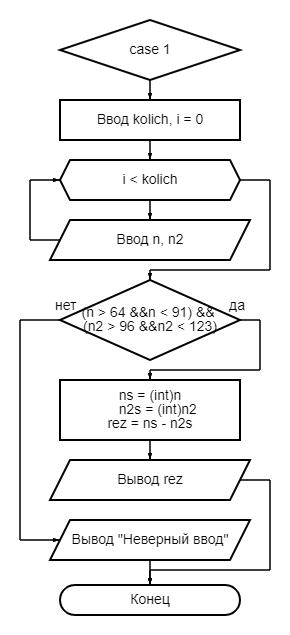 case 1
Ввод kolich, i = 0
i < kolich
Ввод n, n2
нет
(n > 64 &&n < 91) &&
(n2 > 96 &&n2 < 123)
да
ns = (int)n
n2s = (int)n2
rez = ns - n2s
Вывод rez
Вывод "Неверный ввод"
Конец